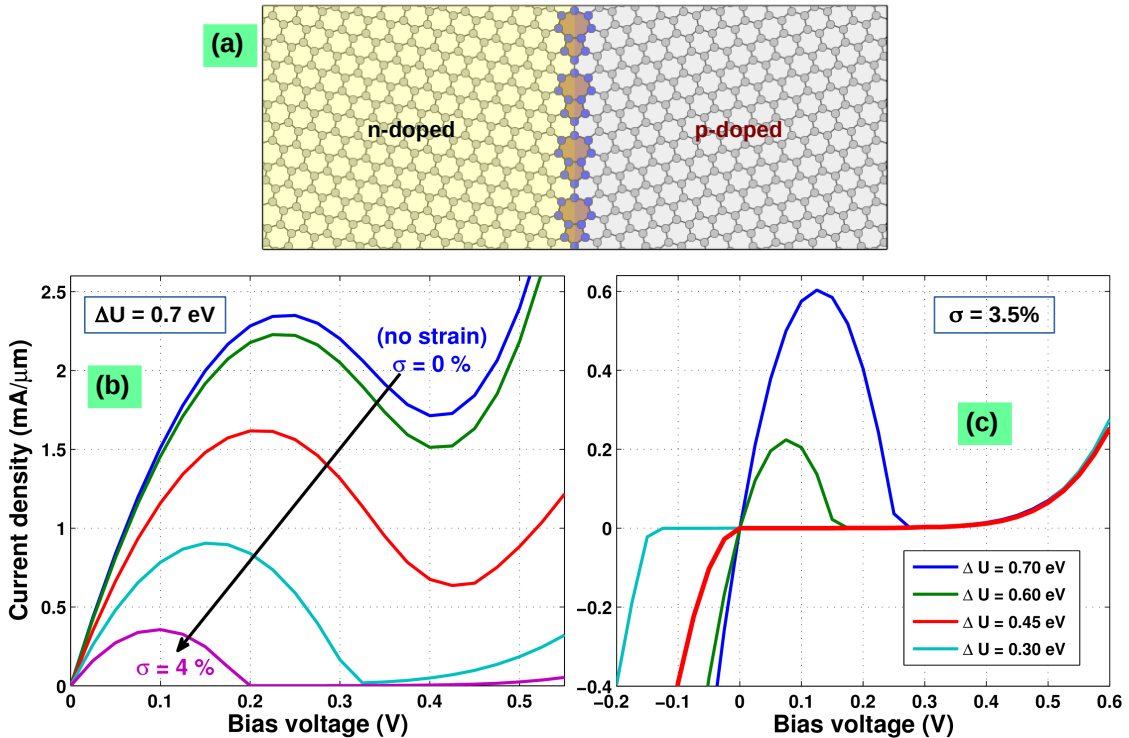 (a)
n-doped
p-doped
ΔU = 0.7 eV
(b)
(no strain)
σ = 0 %
σ = 4 %
Current density (mA/μm)
2.5
2
1.5
1
0.5
0
0 0.1 0.2 0.3 0.4 0.5
Bias voltage (V)
σ = 3.5%
(c)
0.6
0.4
0.2
0
−0.2
−0.4
Δ U = 0.70 eV
Δ U = 0.60 eV
Δ U = 0.45 eV
Δ U = 0.30 eV
−0.2 −0.1 0 0.1 0.2 0.3 0.4 0.5 0.6
Bias voltage (V)